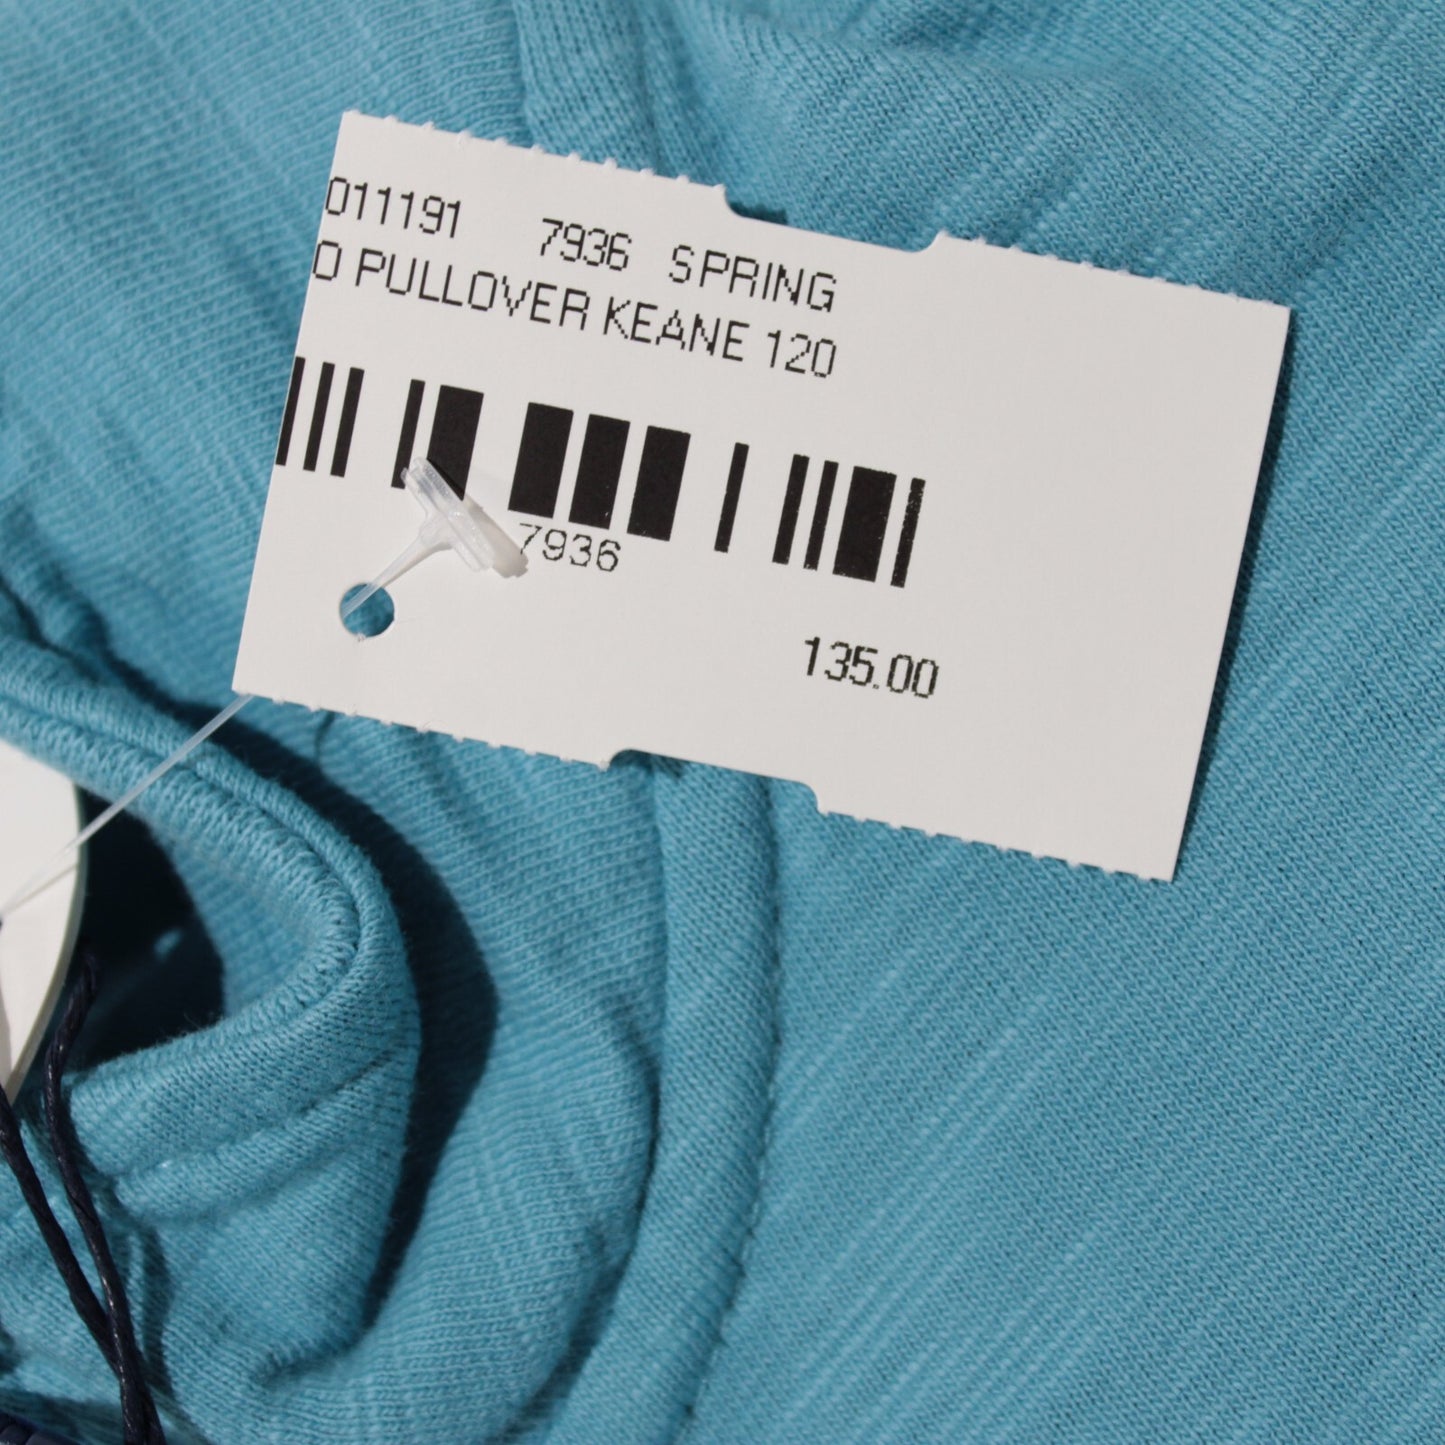 011191 7936 SPRING
O PULLOVER KEANE 120
7936
135.00